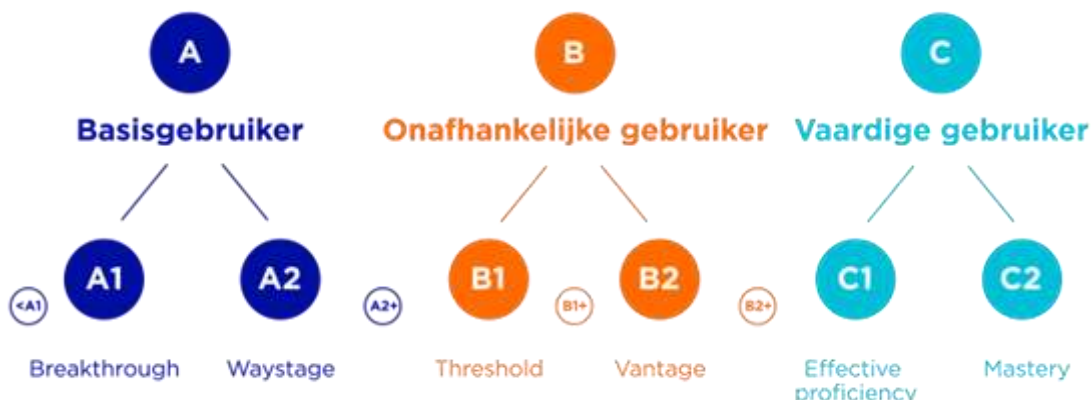 A
B
C
Basisgebruiker
Onafhankelijke gebruiker
Vaardige gebruiker
<A1
A1
A2
A2+
B1
B1+
B2
B2+
C1
C2
Breakthrough
Waystage
Threshold
Vantage
Effective
proficiency
Mastery